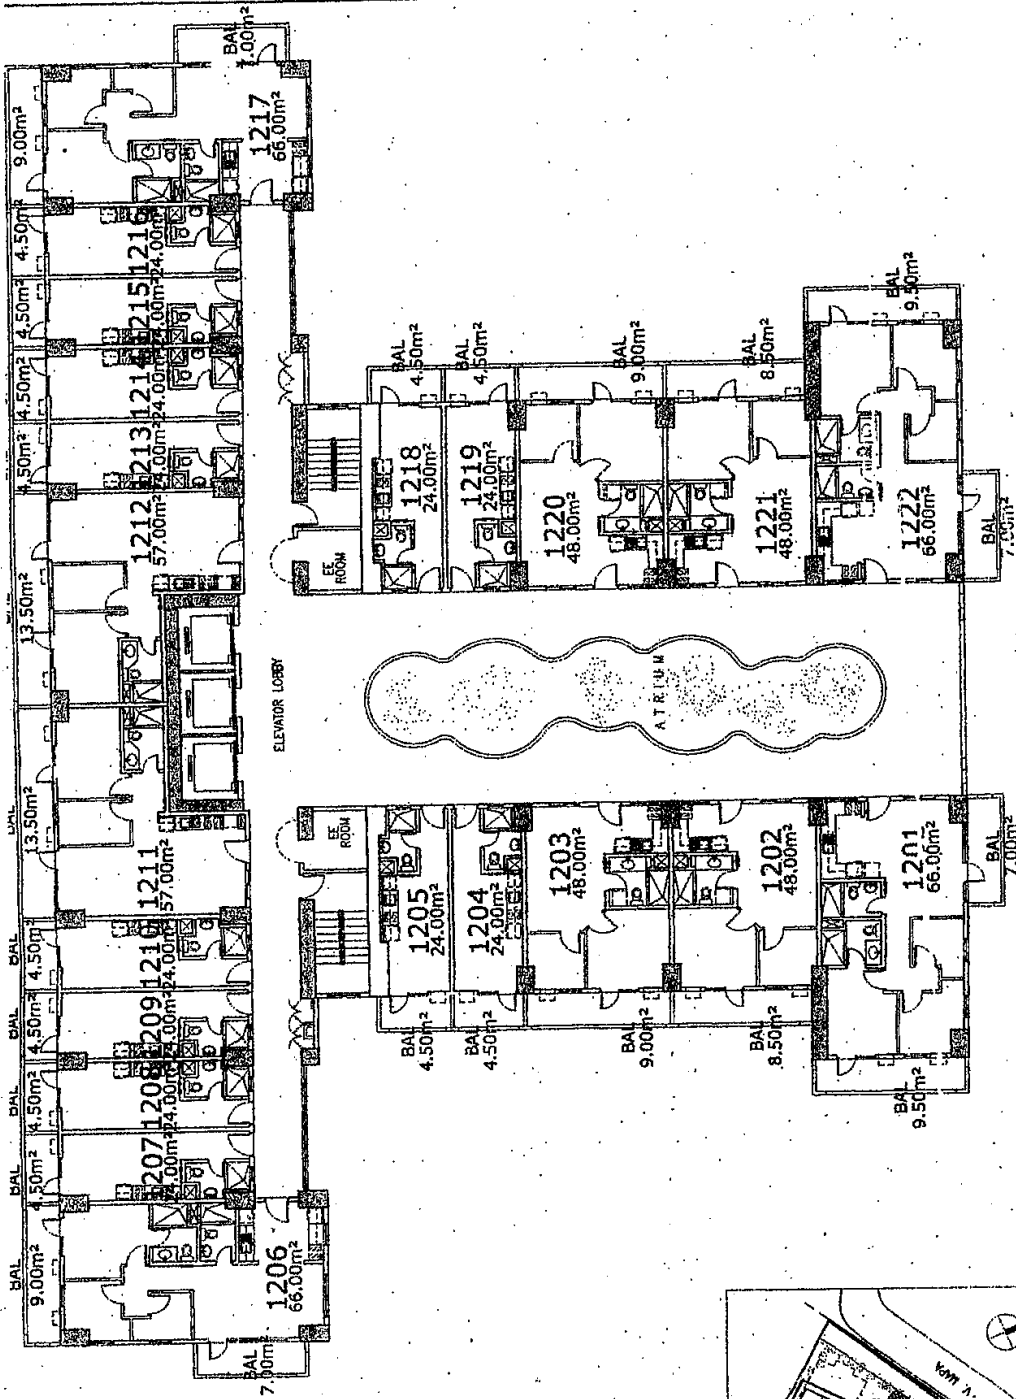 BAL
7.00m²
9.00m²
1217
66.00m²
4.50m²
24.00m²
4.50m²
1215
24.00m²
4.50m²
1214
24.00m²
4.50m²
24.00m²
1212
57.00m²
13.50m²
BAL
4.50m²
BAL
4.50m²
BAL
9.00m²
BAL
8.50m²
BAL
9.50m²
1218
24.00m²
1219
24.00m²
1220
48.00m²
1221
48.00m²
1222
66.00m²
BAL
7.00m²
EE
ROOM
ELEVATOR LOBBY
ATRIUM
BAL
13.50m²
1211
57.00m²
EE
ROOM
1205
24.00m²
1204
24.00m²
1203
48.00m²
1202
48.00m²
1201
66.00m²
BAL
7.00m²
BAL
4.50m²
1210
24.00m²
BAL
4.50m²
24.00m²
BAL
4.50m²
1208
24.00m²
BAL
4.50m²
BAL
9.00m²
1206
66.00m²
BAL
7.00m²
BAL
4.50m²
BAL
4.50m²
BAL
9.00m²
BAL
8.50m²
BAL
9.50m²